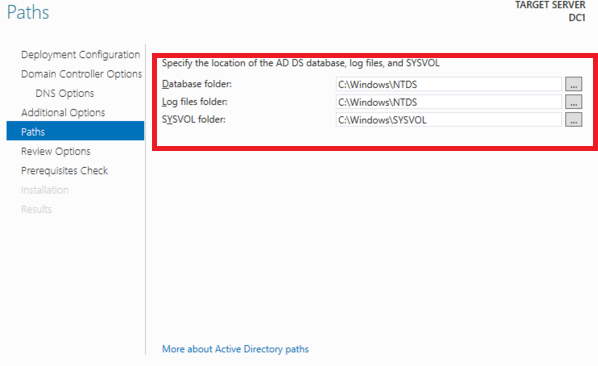 Paths
TARGET SERVER
DC1
Deployment Configuration
Domain Controller Options
DNS Options
Additional Options
Paths
Review Options
Prerequisites Check
Installation
Results
Specify the location of the AD DS database, log files, and SYSVOL
Database folder: C:\Windows\NTDS ...
Log files folder: C:\Windows\NTDS ...
SYSVOL folder: C:\Windows\SYSVOL ...
More about Active Directory paths